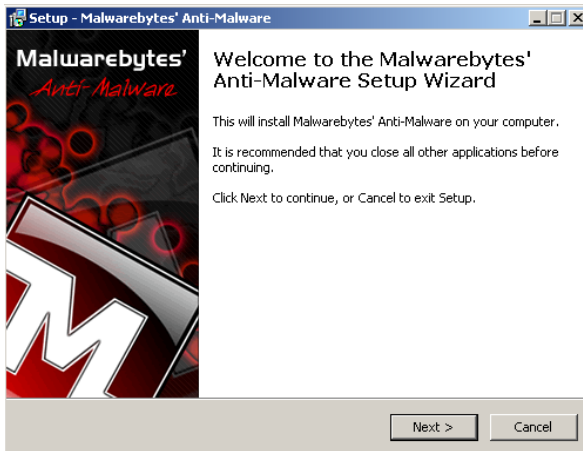 Setup - Malwarebytes' Anti-Malware
Malwarebytes'
Anti-Malware
Welcome to the Malwarebytes'
Anti-Malware Setup Wizard
This will install Malwarebytes' Anti-Malware on your computer.
It is recommended that you close all other applications before
continuing.
Click Next to continue, or Cancel to exit Setup.
Next >
Cancel